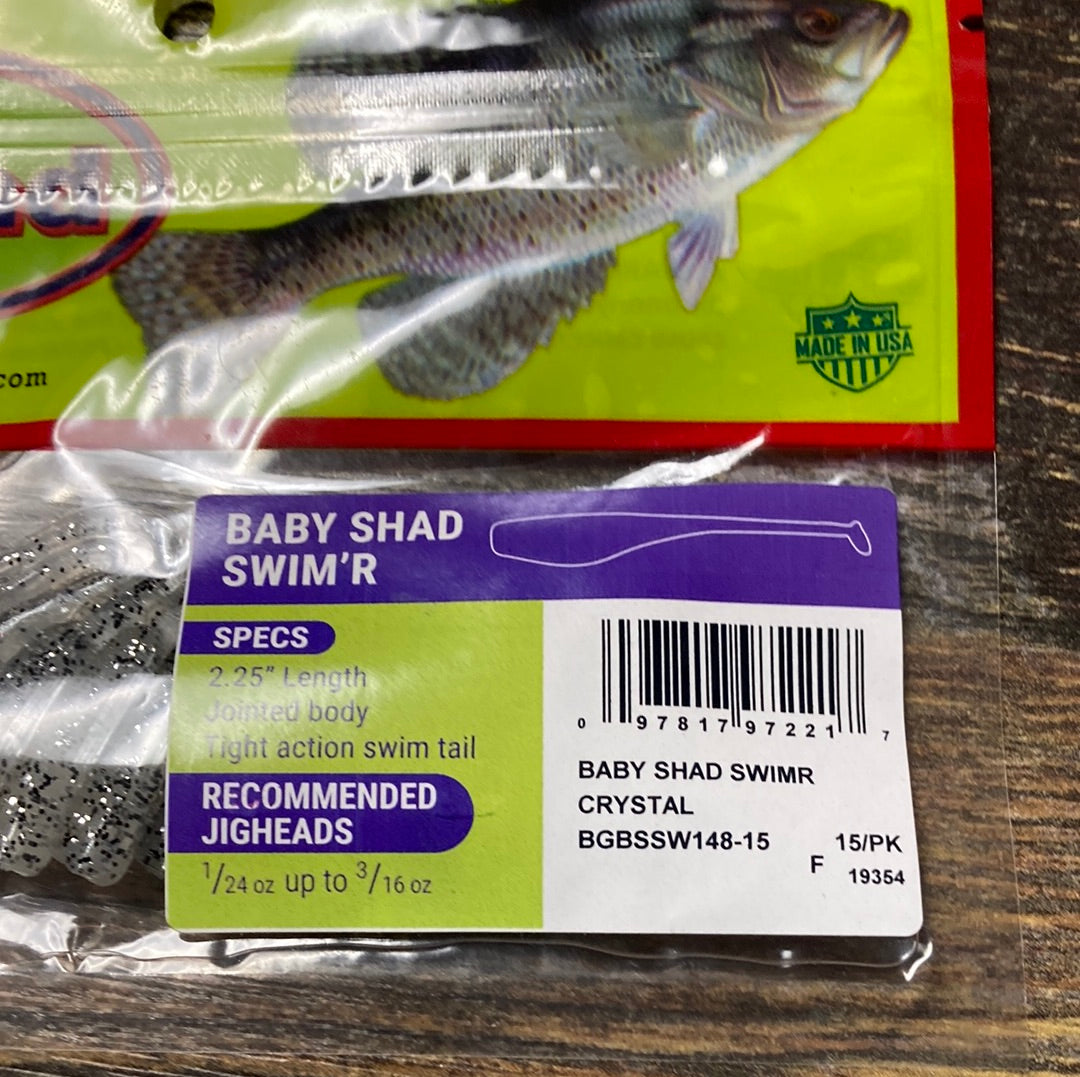 MADE IN USA
com
BABY SHAD
SWIM'R
SPECS
2.25" Length
Jointed body
Tight action swim tail
RECOMMENDED
JIGHEADS
1/24 oz up to 3/16 oz
0 97817 97221 7
BABY SHAD SWIMR
CRYSTAL
BGBSSW148-15 15/PK
F 19354